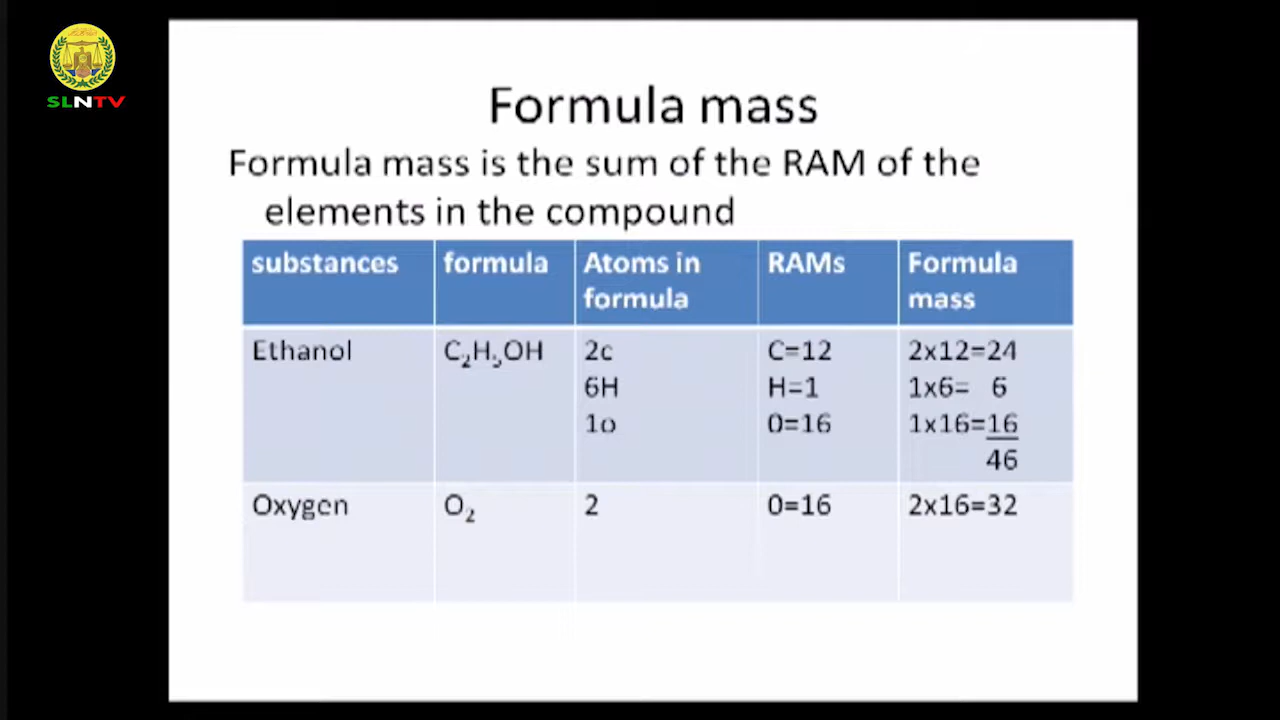 SLNTV
Formula mass
Formula mass is the sum of the RAM of the
elements in the compound
substances formula Atoms in formula RAMs Formula mass
Ethanol C₂H₅OH 2c C=12 2x12=24
6H H=1 1x6= 6
1o 0=16 1x16=16
46
Oxygen O₂ 2 0=16 2x16=32